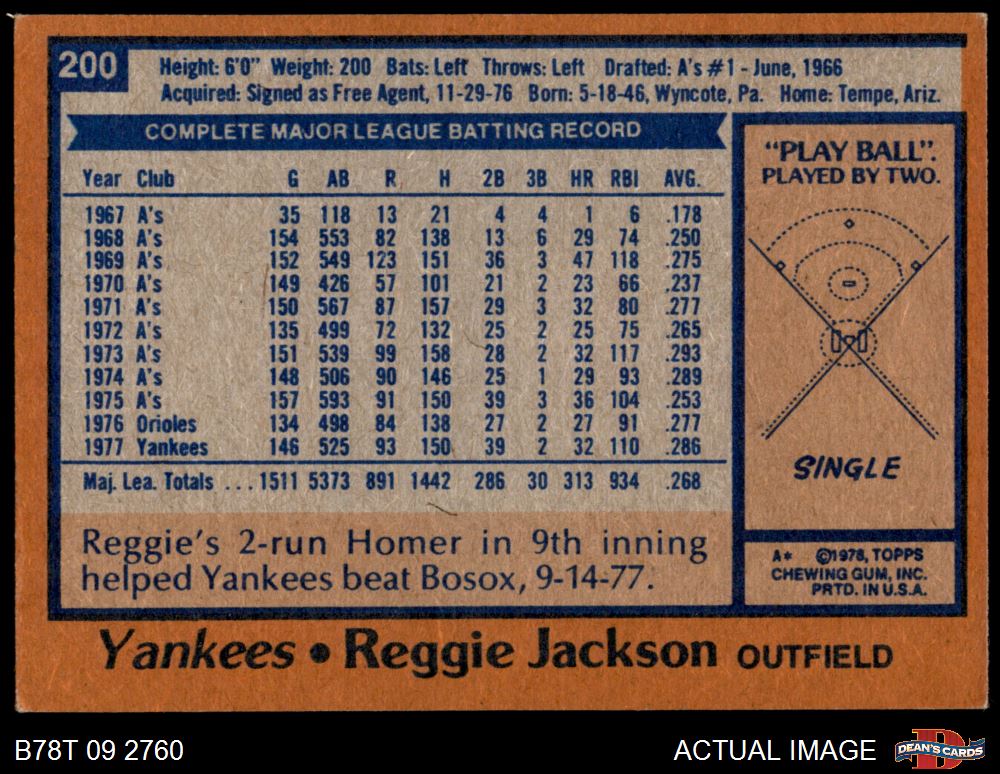 200
Height: 6'0" Weight: 200 Bats: Left Throws: Left Drafted: A's #1 - June, 1966
Acquired: Signed as Free Agent, 11-29-76 Born: 5-18-46, Wyncote, Pa. Home: Tempe, Ariz.
COMPLETE MAJOR LEAGUE BATTING RECORD
Year Club G AB R H 2B 3B HR RBI AVG.
1967 A's 35 118 13 21 4 4 1 6 .178
1968 A's 154 553 82 138 13 6 29 74 .250
1969 A's 152 549 123 151 36 3 47 118 .275
1970 A's 149 426 57 101 21 2 23 66 .237
1971 A's 150 567 87 157 29 3 32 80 .277
1972 A's 135 499 72 132 25 2 25 75 .265
1973 A's 151 539 99 158 28 2 32 117 .293
1974 A's 148 506 90 146 25 1 29 93 .289
1975 A's 157 593 91 150 39 3 36 104 .253
1976 Orioles 134 498 84 138 27 2 27 91 .277
1977 Yankees 146 525 93 150 39 2 32 110 .286
Maj. Lea. Totals ... 1511 5373 891 1442 286 30 313 934 .268
Reggie's 2-run Homer in 9th inning
helped Yankees beat Bosox, 9-14-77.
"PLAY BALL".
PLAYED BY TWO.
SINGLE
A* ©1978, TOPPS
CHEWING GUM, INC.
PRTD. IN U.S.A.
Yankees • Reggie Jackson OUTFIELD
B78T 09 2760
ACTUAL IMAGE
D
DEAN'S CARDS